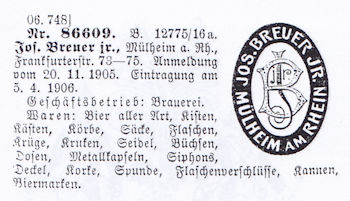 06. 748]
Nr. 86609. B. 12775/16a.
Jos. Breuer jr., Mülheim a. Rh.,
Frankfurterstr. 73—75. Anmeldung
vom 20. 11. 1905. Eintragung am
5. 4. 1906.
Geschäftsbetrieb: Brauerei.
Waren: Bier aller Art, Kisten,
Kästen, Körbe, Säcke, Flaschen,
Krüge, Kruken, Seidel, Büchsen,
Dosen, Metallkapseln, Siphons,
Deckel, Korke, Spunde, Flaschenverschlüsse, Kannen,
Biermarken.
JOS. BREUER JR.
MÜLHEIM AM RHEIN